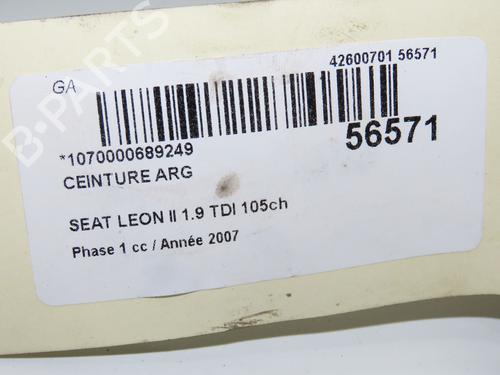 42600701 56571
GA
56571
*1070000689249
CEINTURE ARG
SEAT LEON II 1.9 TDI 105ch
Phase 1 cc / Année 2007
B-PARTS